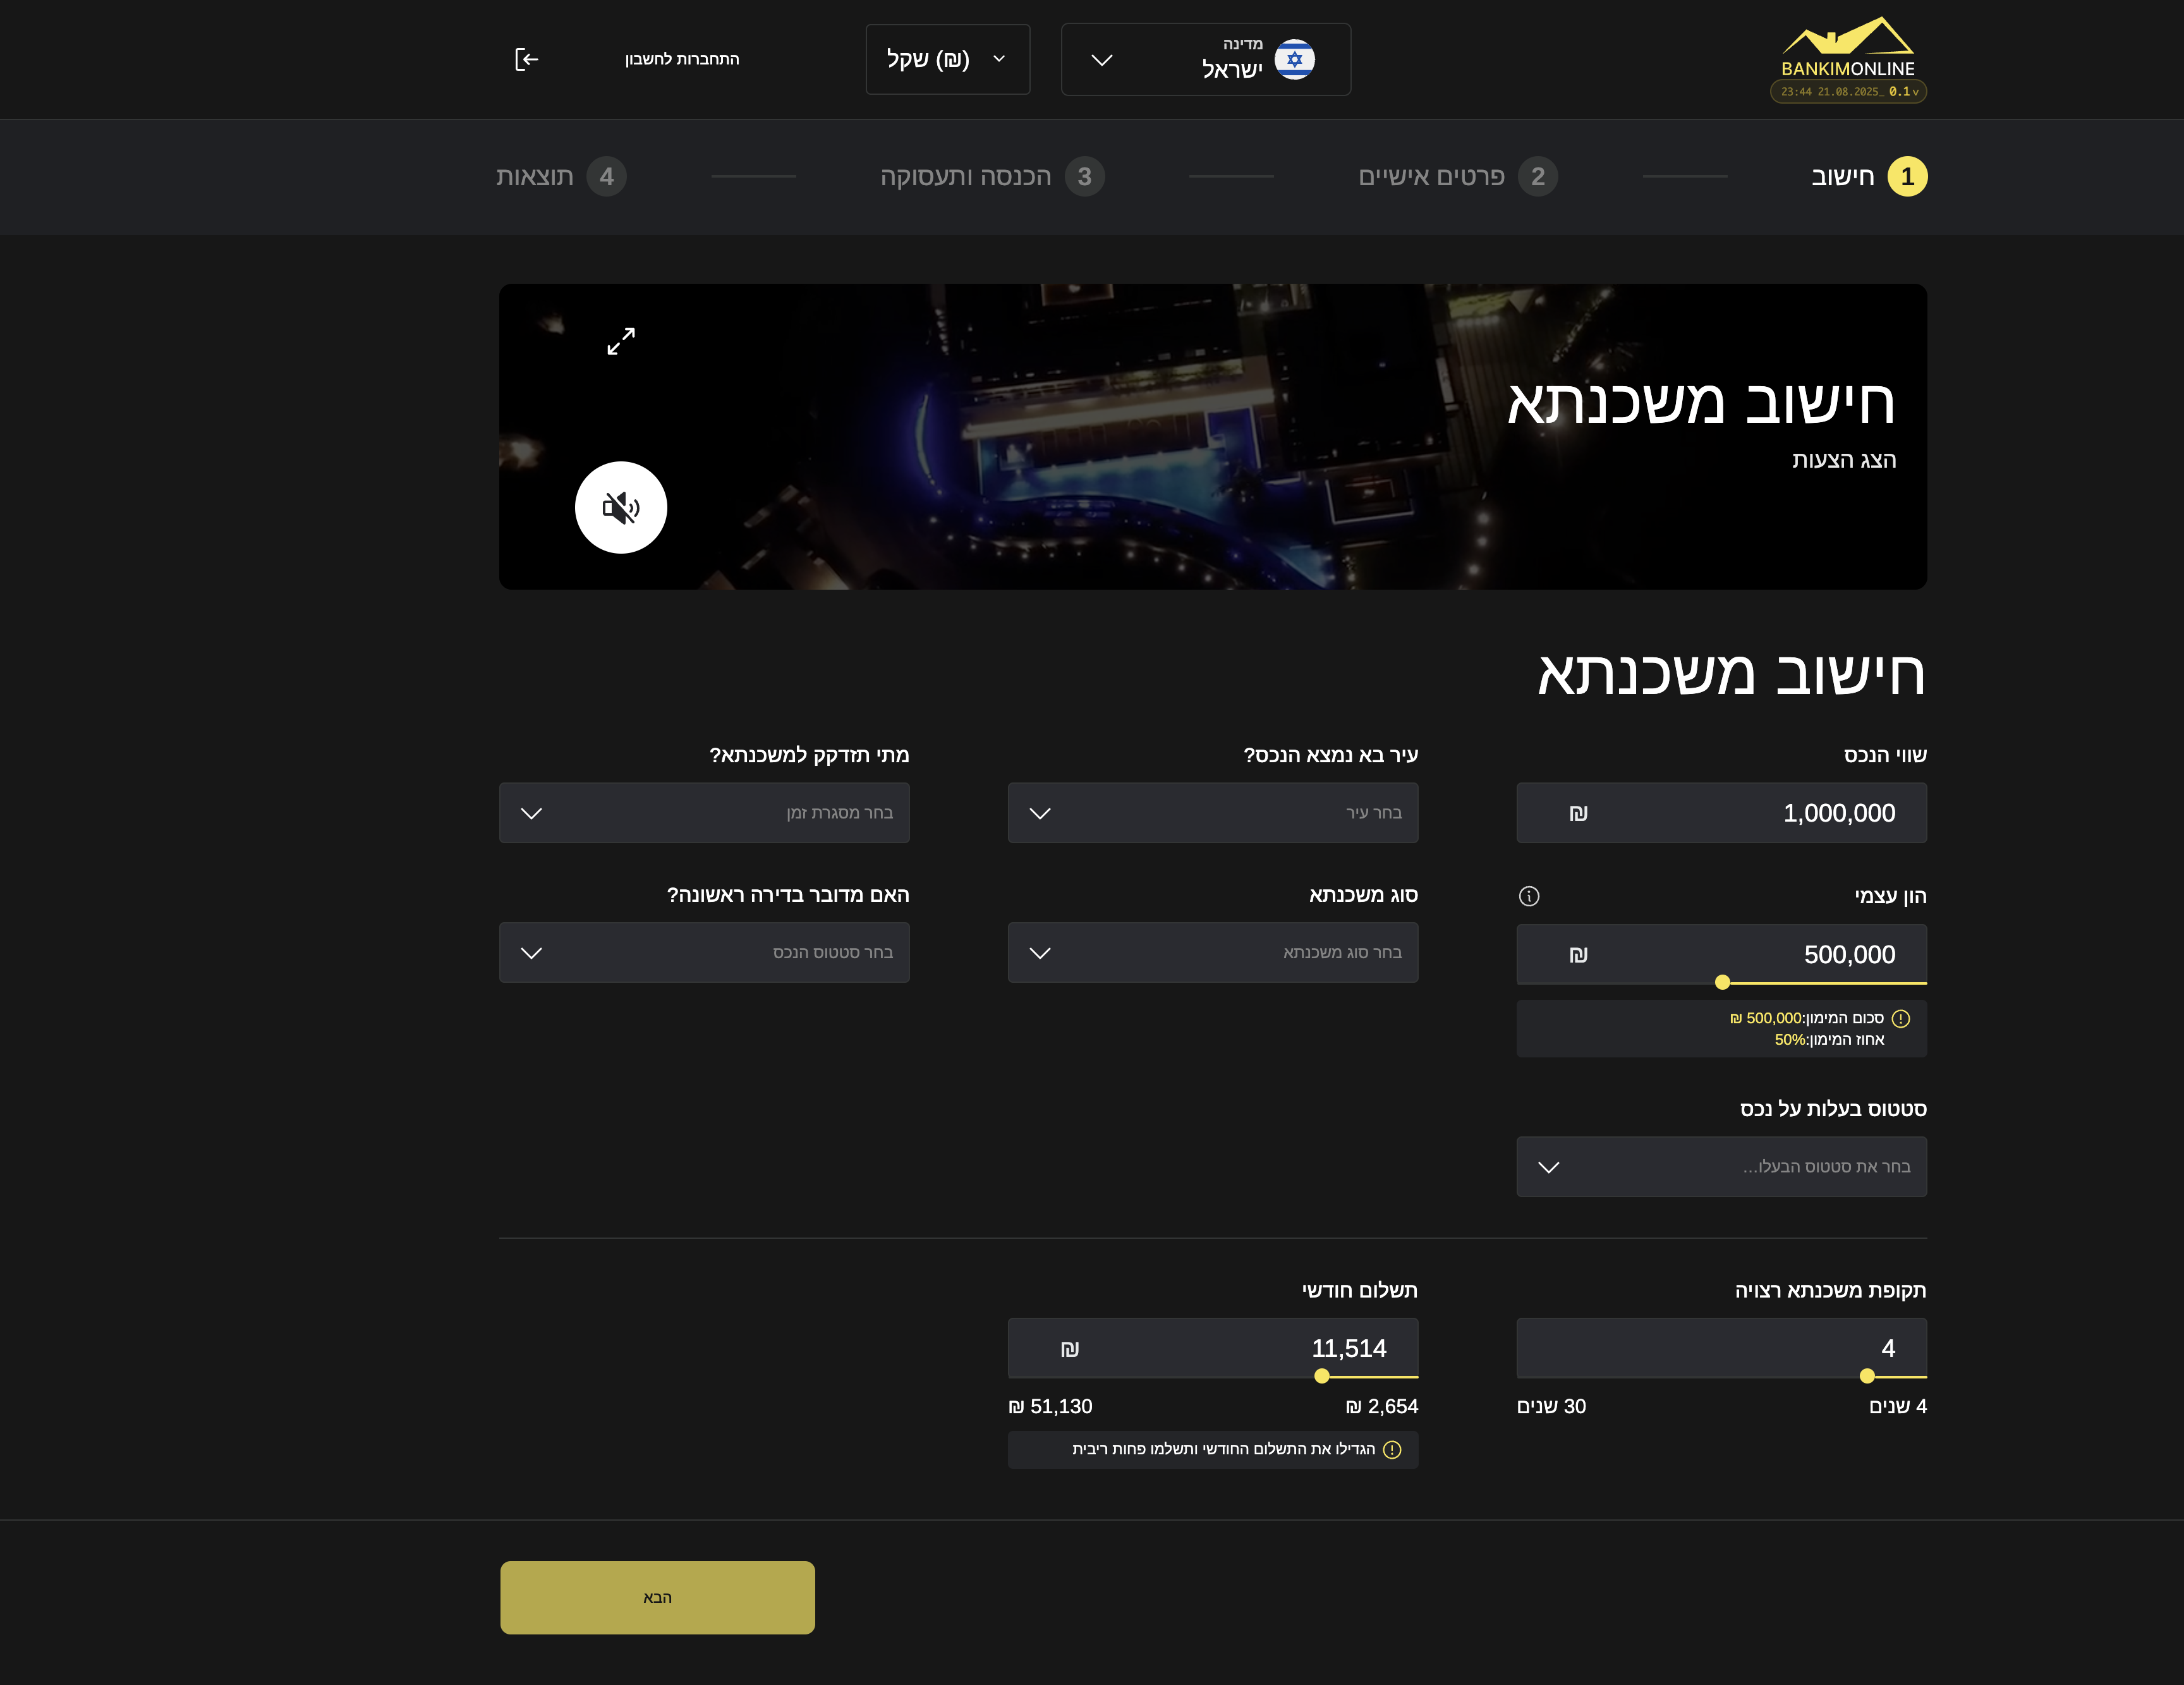 BANKIMONLINE
23:44 21.08.2025_ 0.1 v
מדינה
ישראל
שקל (₪)
התחברות לחשבון
1 חישוב
2 פרטים אישיים
3 הכנסה ותעסוקה
4 תוצאות
חישוב משכנתא
הצג הצעות
חישוב משכנתא
שווי הנכס
1,000,000 ₪
עיר בא נמצא הנכס?
בחר עיר
מתי תזדקק למשכנתא?
בחר מסגרת זמן
הון עצמי
500,000 ₪
סכום המימון:500,000 ₪
אחוז המימון:50%
סוג משכנתא
בחר סוג משכנתא
האם מדובר בדירה ראשונה?
בחר סטטוס הנכס
סטטוס בעלות על נכס
בחר את סטטוס הבעלו...
תקופת משכנתא רצויה
4
4 שנים
30 שנים
תשלום חודשי
11,514 ₪
2,654 ₪
51,130 ₪
הגדילו את התשלום החודשי ותשלמו פחות ריבית
הבא